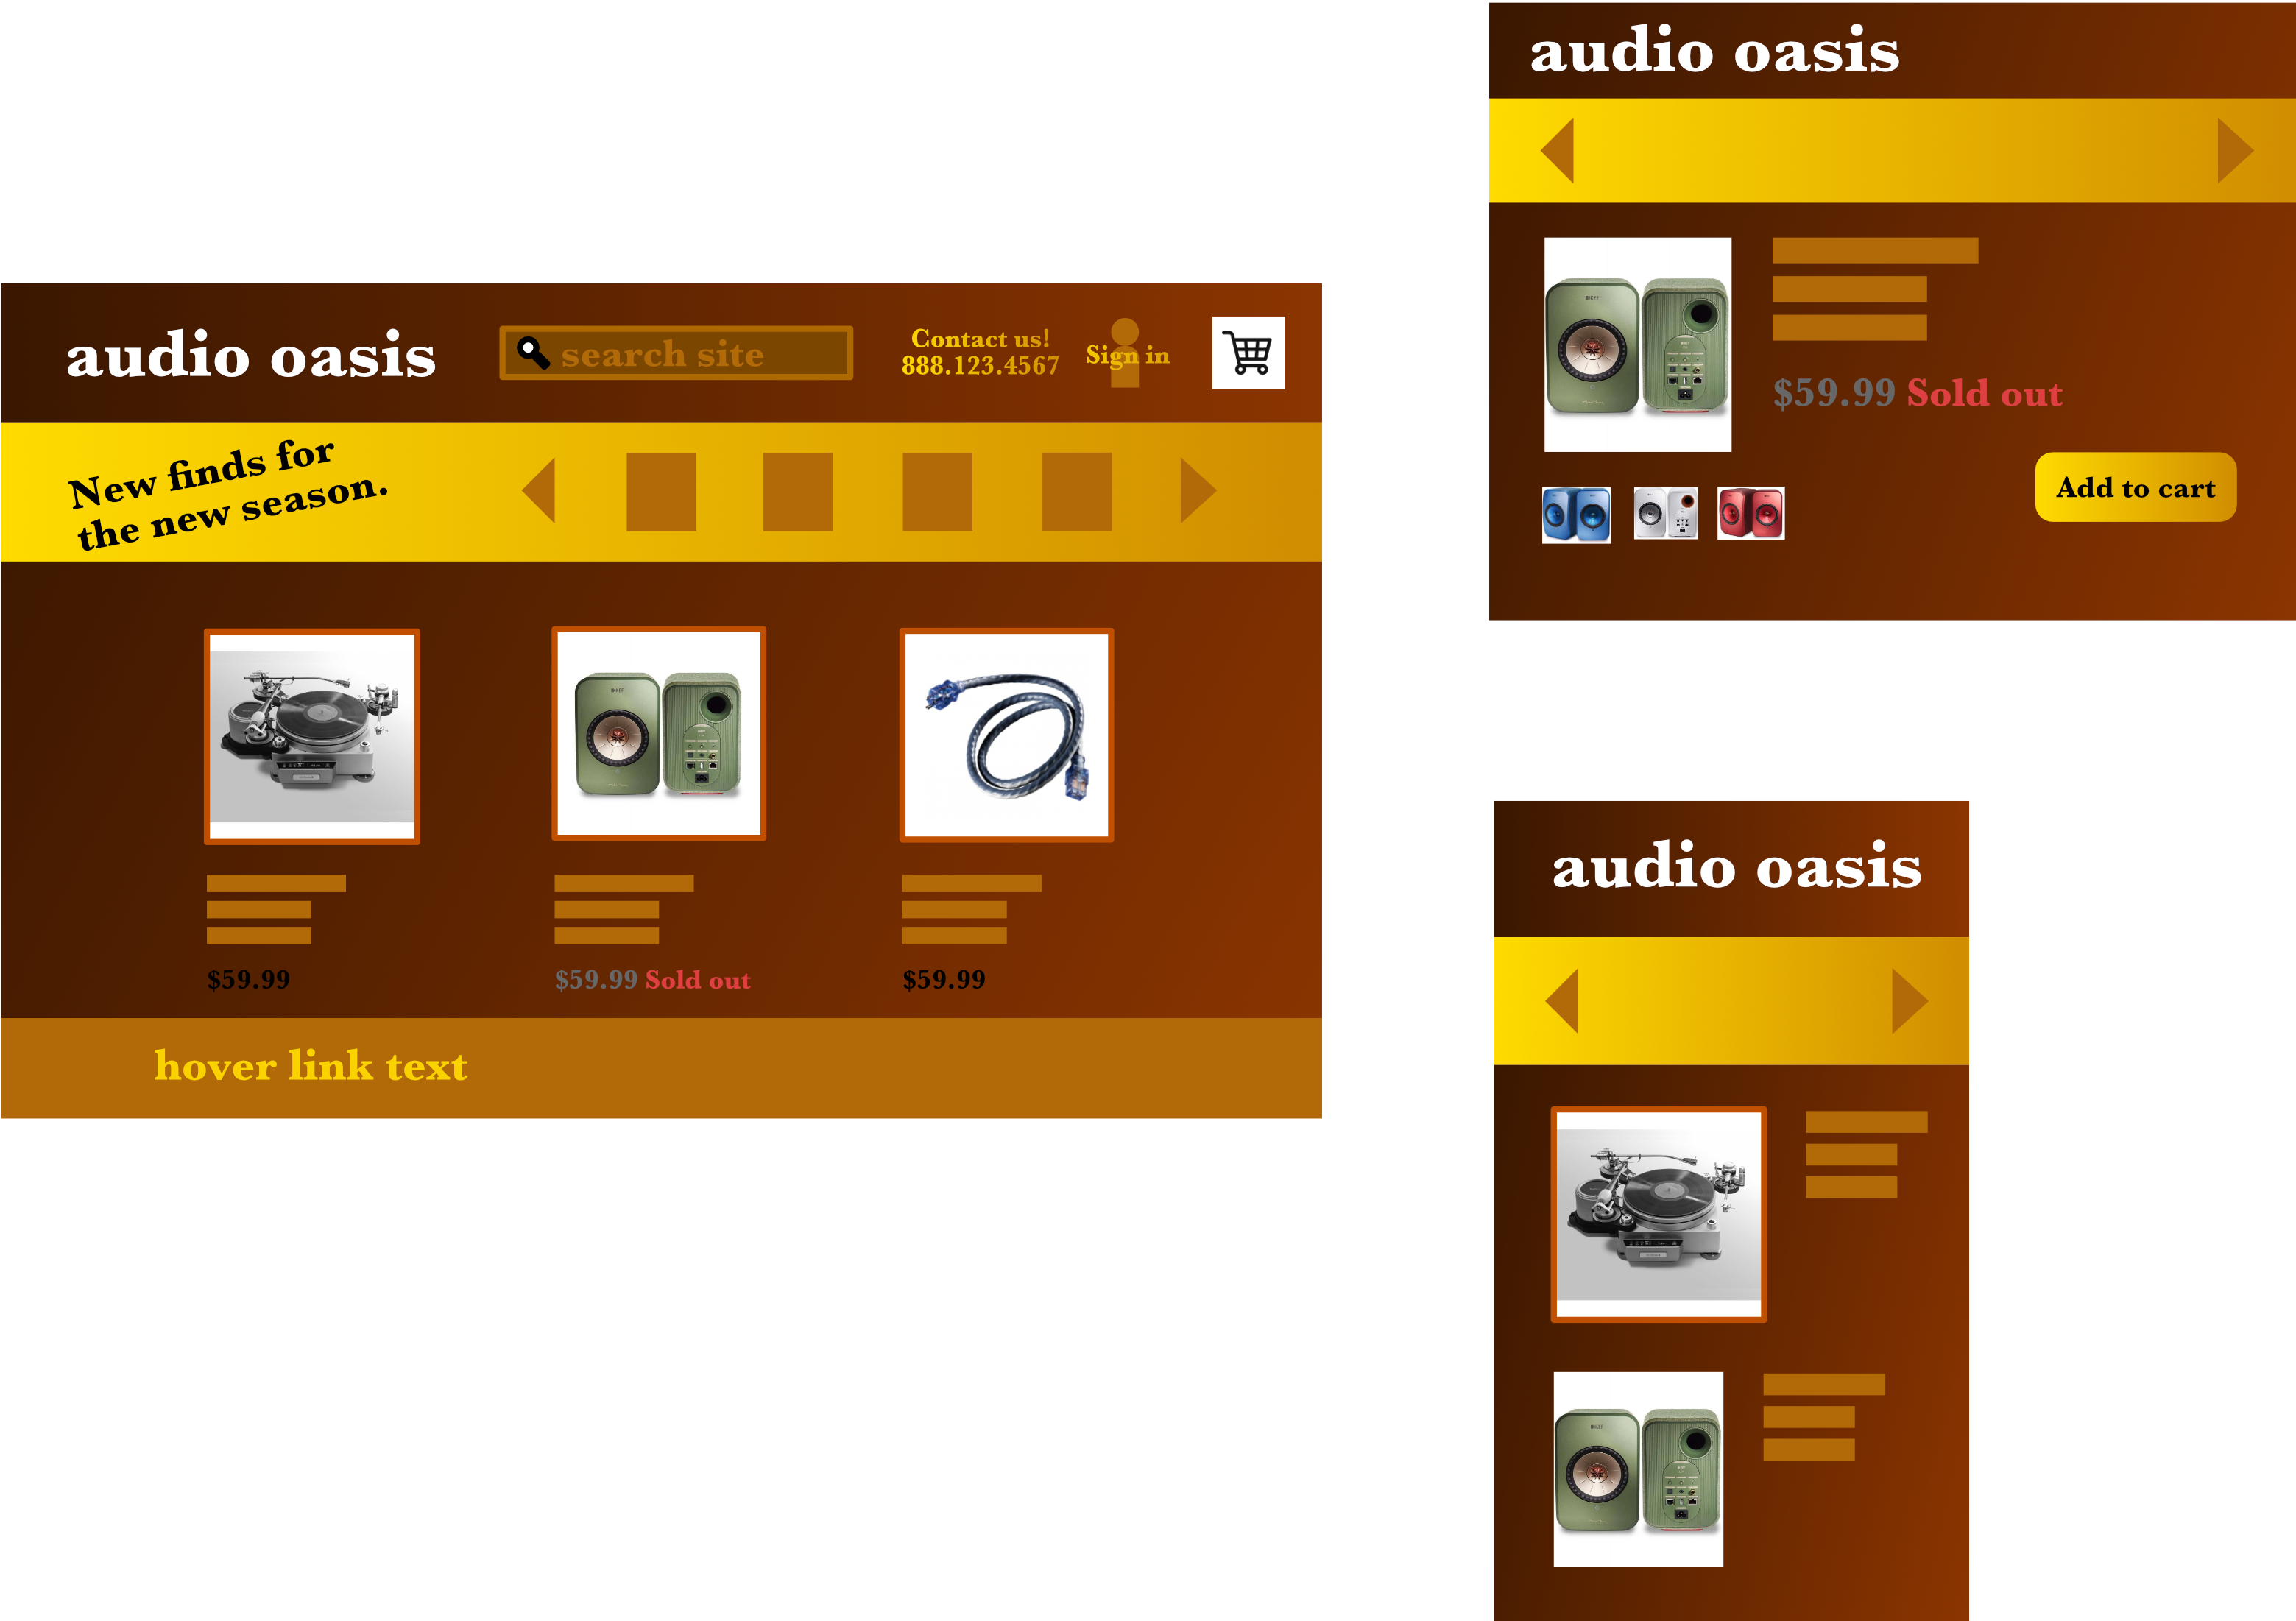 audio oasis
search site
Contact us!
888.123.4567
Sign in
New finds for
the new season.
$59.99
$59.99 Sold out
$59.99
hover link text
audio oasis
$59.99 Sold out
Add to cart
audio oasis